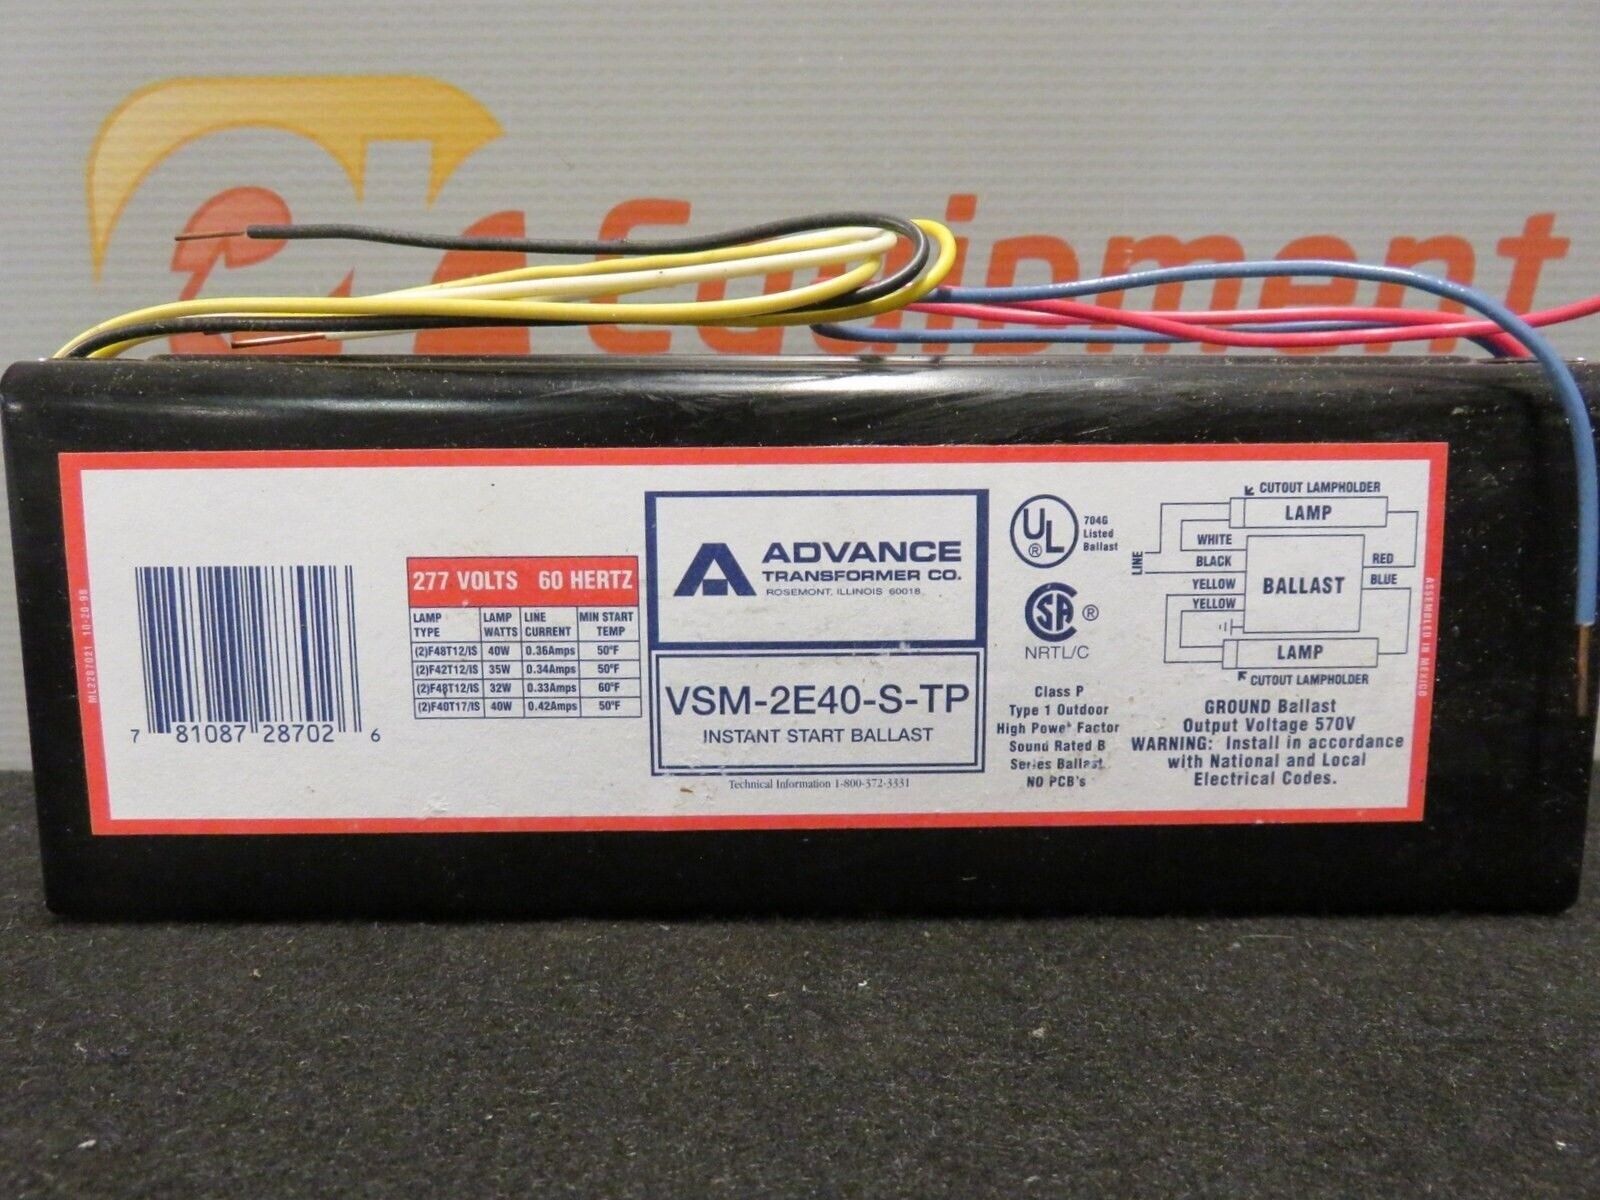 Equipment
ML2287021 10-20-98
7 81087 28702 6
277 VOLTS 60 HERTZ
LAMP TYPE LAMP WATTS LINE CURRENT MIN START TEMP
(2)F48T12/IS 40W 0.36Amps 50°F
(2)F42T12/IS 35W 0.34Amps 50°F
(2)F48T12/IS 32W 0.33Amps 60°F
(2)F40T17/IS 40W 0.42Amps 50°F
ADVANCE
TRANSFORMER CO.
ROSEMONT, ILLINOIS 60018
VSM-2E40-S-TP
INSTANT START BALLAST
Technical Information 1-800-372-3331
UL ®
704G
Listed
Ballast
SA ®
NRTL/C
Class P
Type 1 Outdoor
High Power Factor
Sound Rated B
Series Ballast
NO PCB's
CUTOUT LAMPHOLDER
LAMP
LINE
WHITE
BLACK
YELLOW
YELLOW
BALLAST
RED
BLUE
LAMP
CUTOUT LAMPHOLDER
GROUND Ballast
Output Voltage 570V
WARNING: Install in accordance
with National and Local
Electrical Codes.
ASSEMBLED IN MEXICO